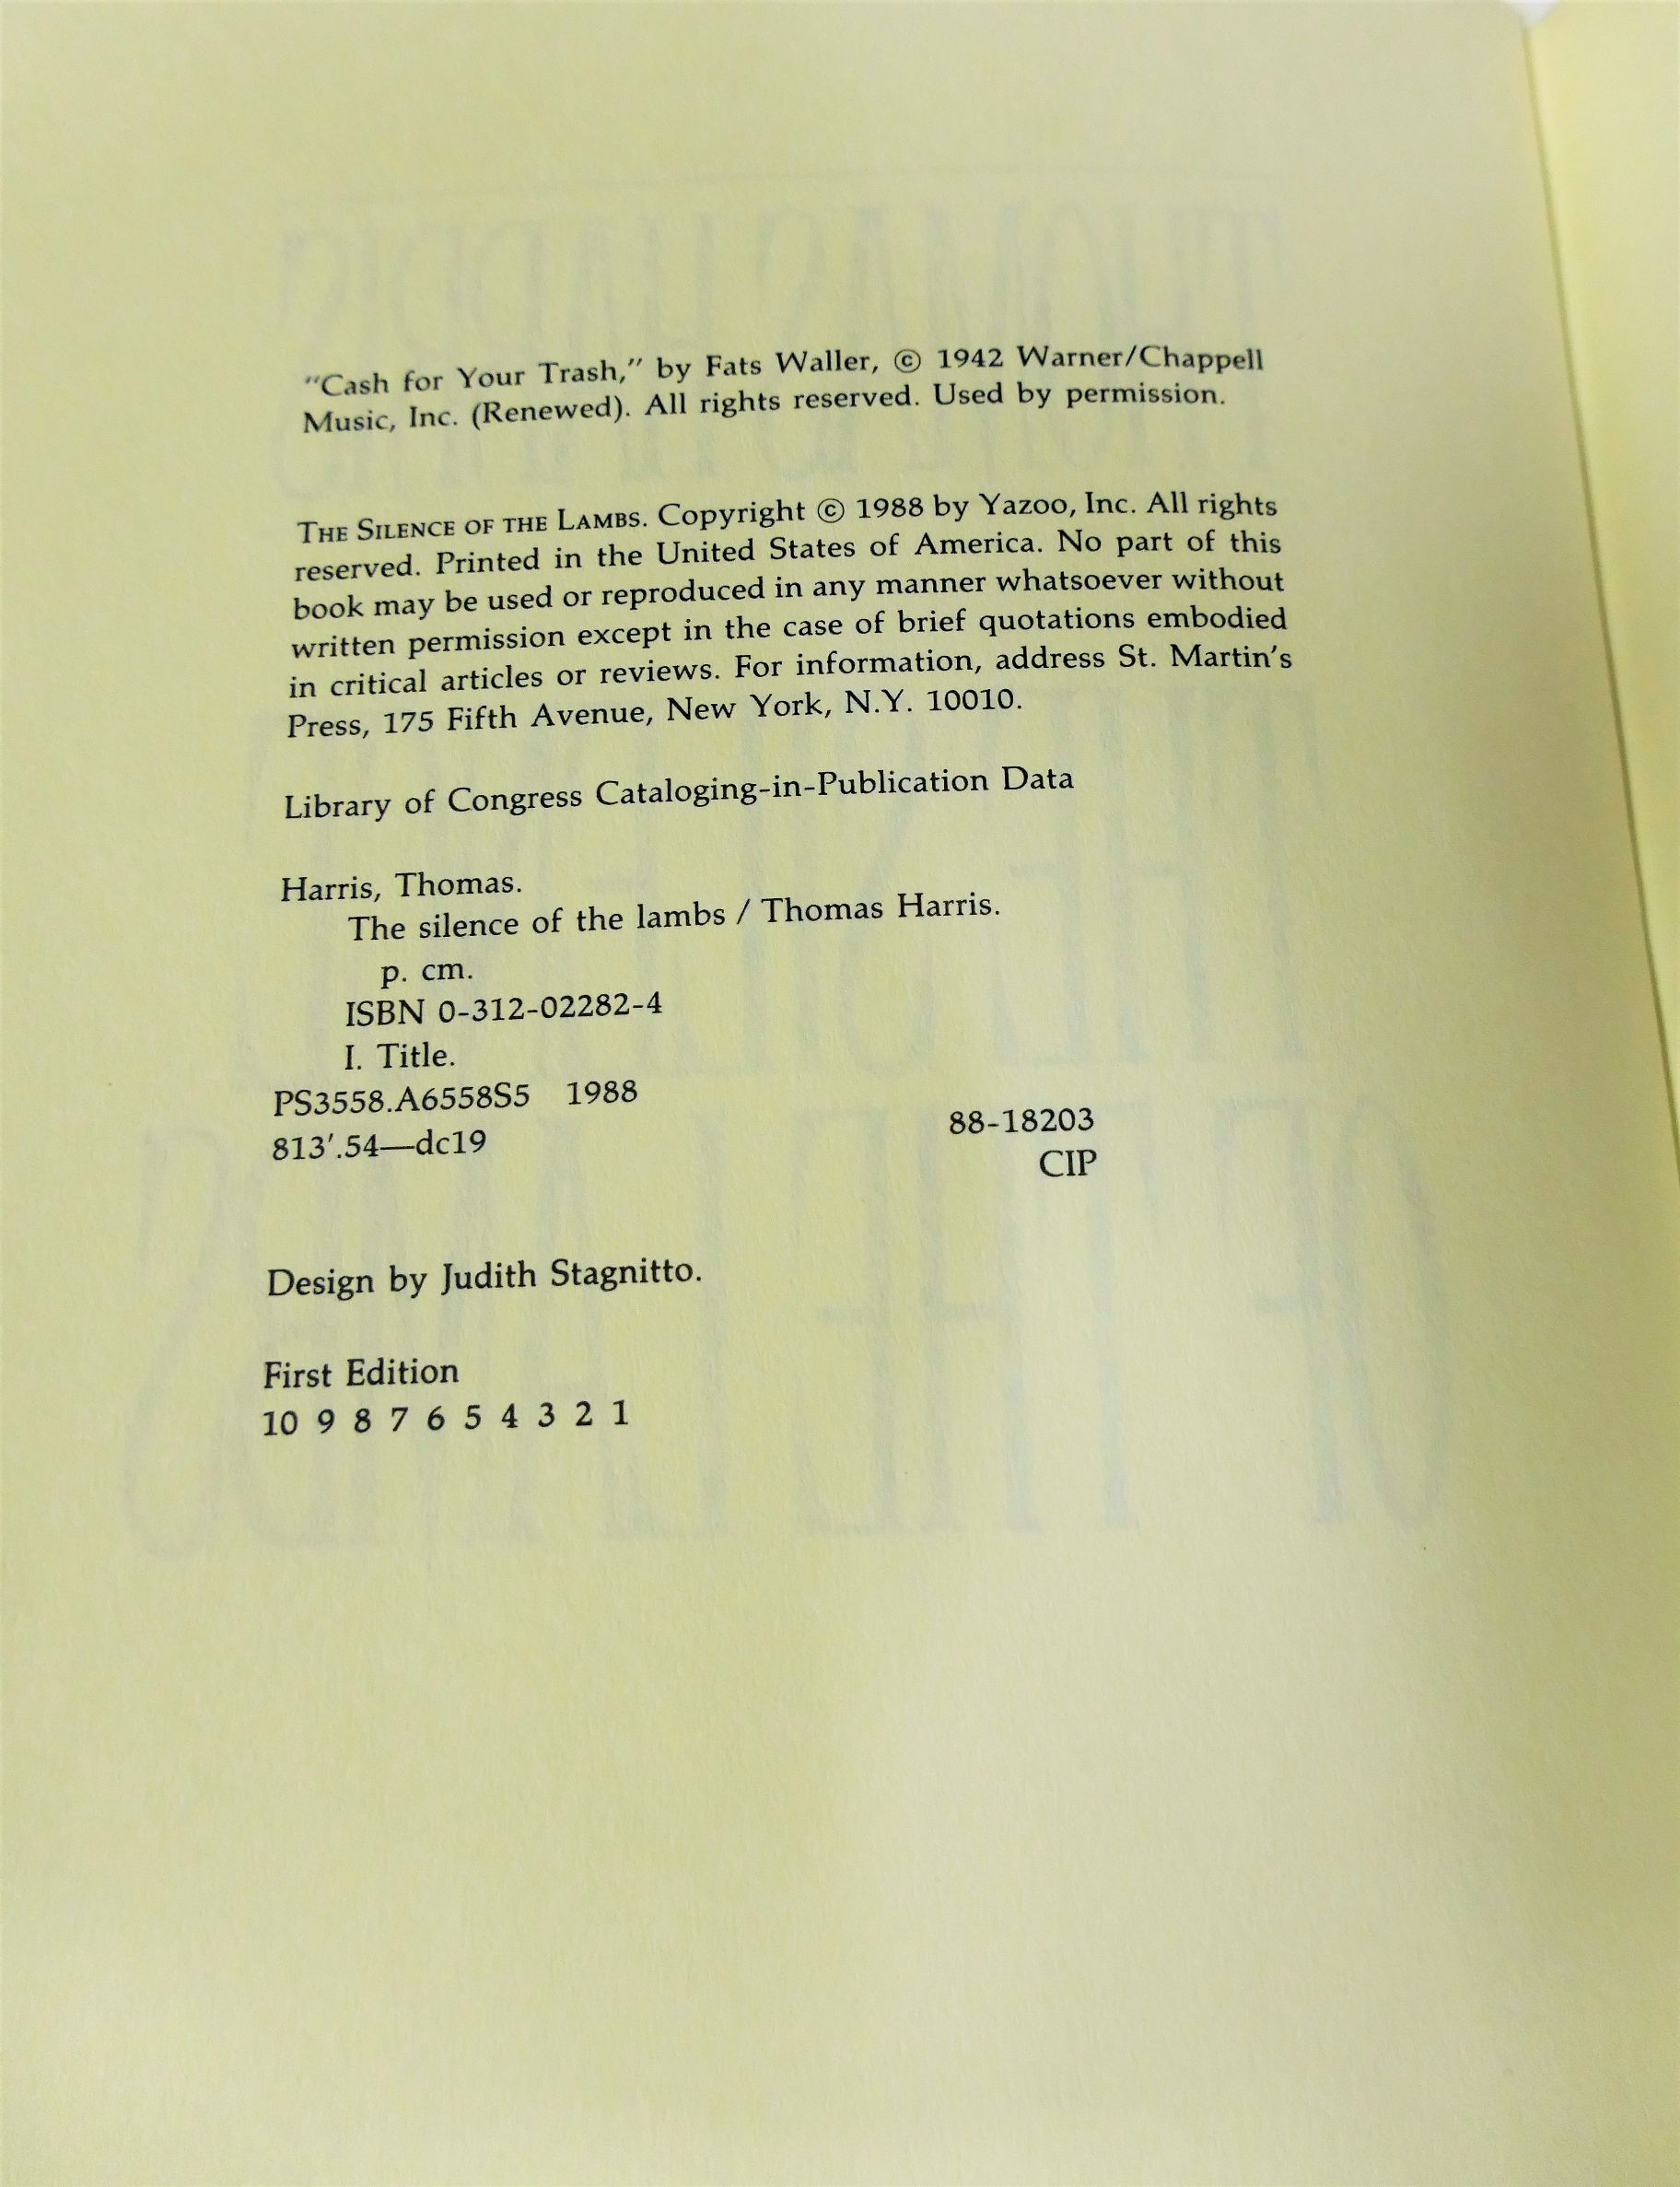 "Cash for Your Trash," by Fats Waller, © 1942 Warner/Chappell
Music, Inc. (Renewed). All rights reserved. Used by permission.
THE SILENCE OF THE LAMBS. Copyright © 1988 by Yazoo, Inc. All rights
reserved. Printed in the United States of America. No part of this
book may be used or reproduced in any manner whatsoever without
written permission except in the case of brief quotations embodied
in critical articles or reviews. For information, address St. Martin's
Press, 175 Fifth Avenue, New York, N.Y. 10010.
Library of Congress Cataloging-in-Publication Data
Harris, Thomas.
The silence of the lambs / Thomas Harris.
p. cm.
ISBN 0-312-02282-4
I. Title.
PS3558.A6558S5 1988
813'.54—dc19
88-18203
CIP
Design by Judith Stagnitto.
First Edition
10 9 8 7 6 5 4 3 2 1